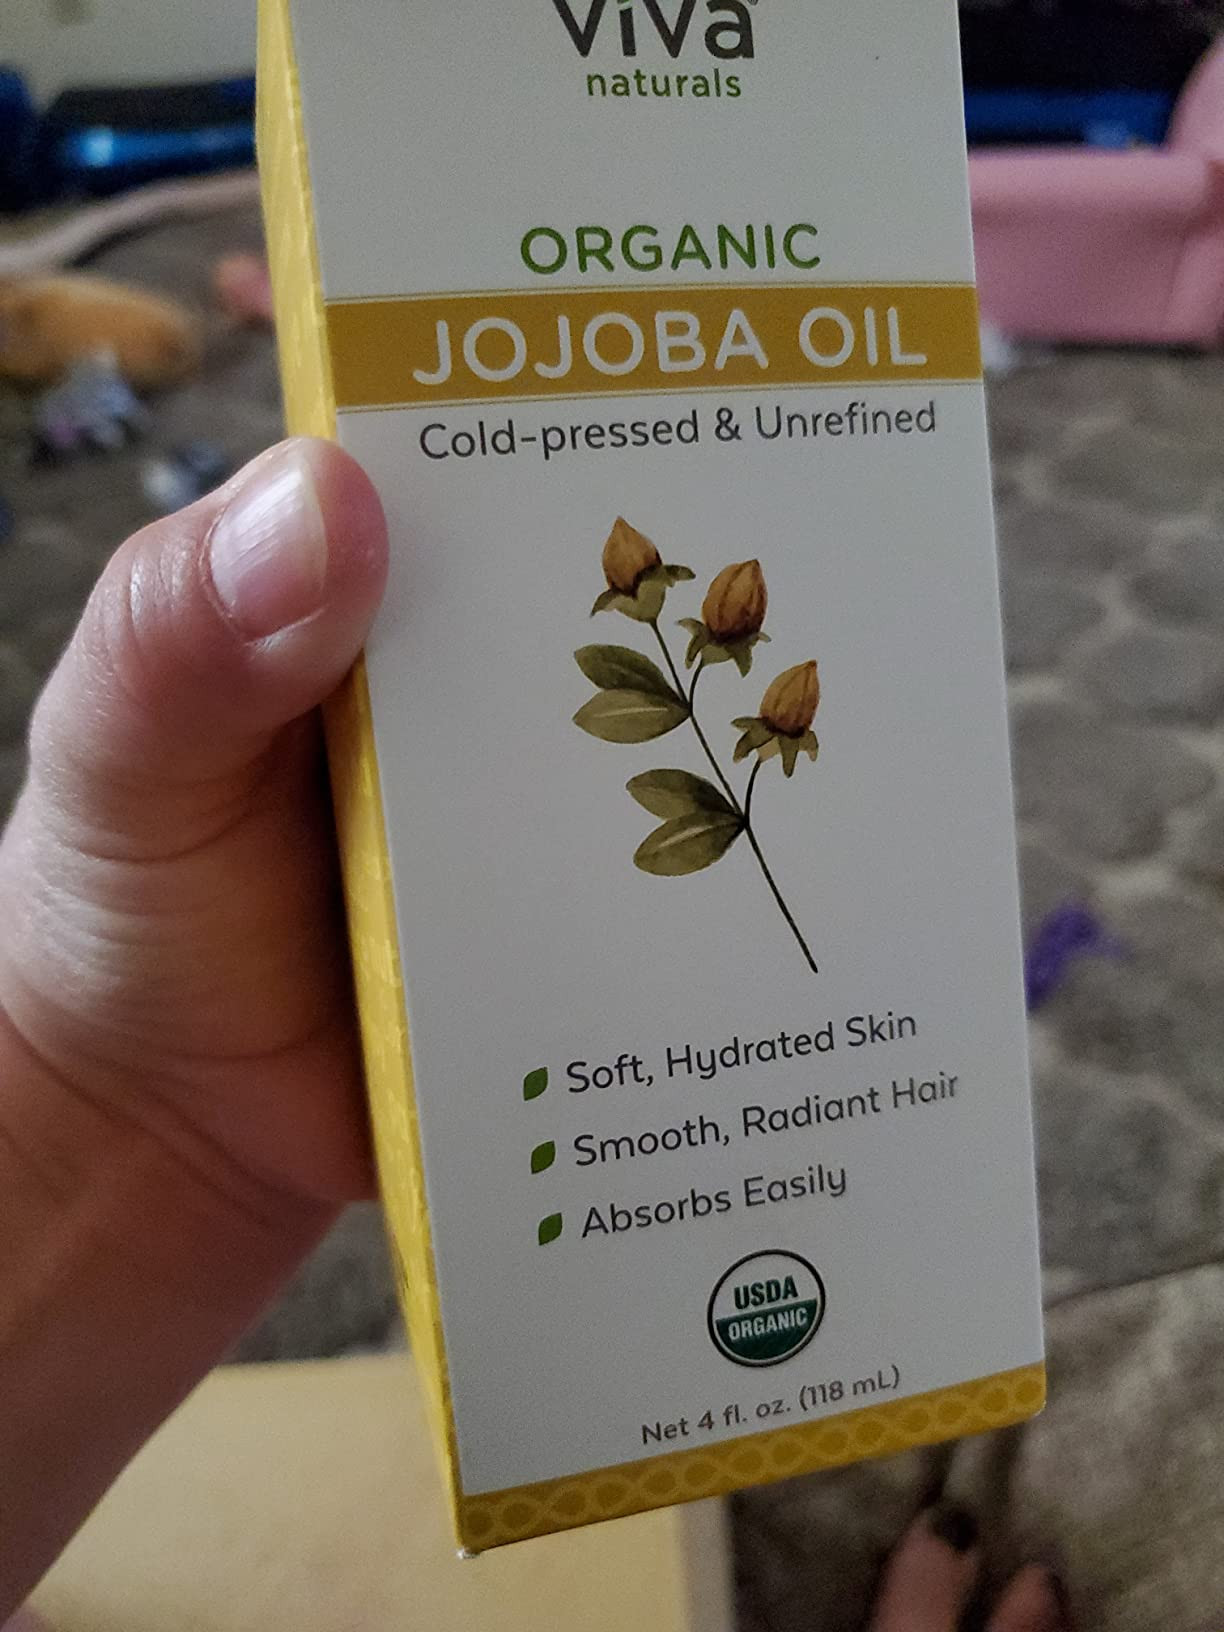 Viva
naturals
ORGANIC
JOJOBA OIL
Cold-pressed & Unrefined
Soft, Hydrated Skin
Smooth, Radiant Hair
Absorbs Easily
USDA
ORGANIC
Net 4 fl. oz. (118 mL)